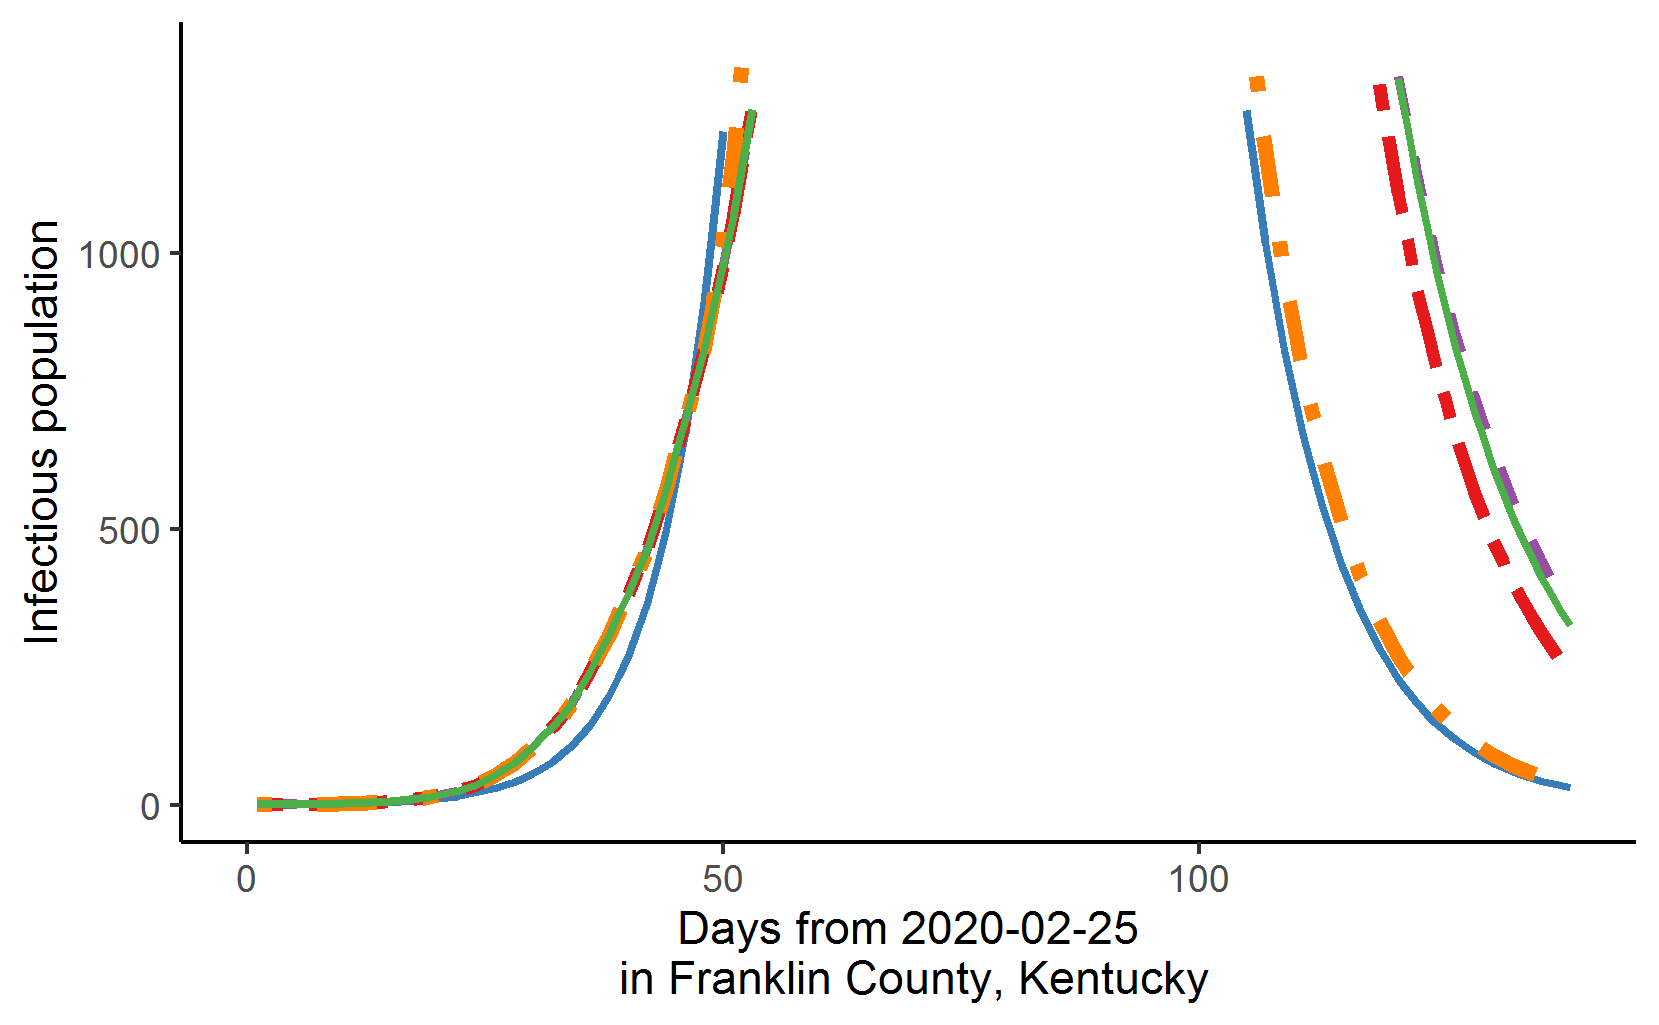 Infectious population
1000
500
0
0
50
100
Days from 2020-02-25
in Franklin County, Kentucky